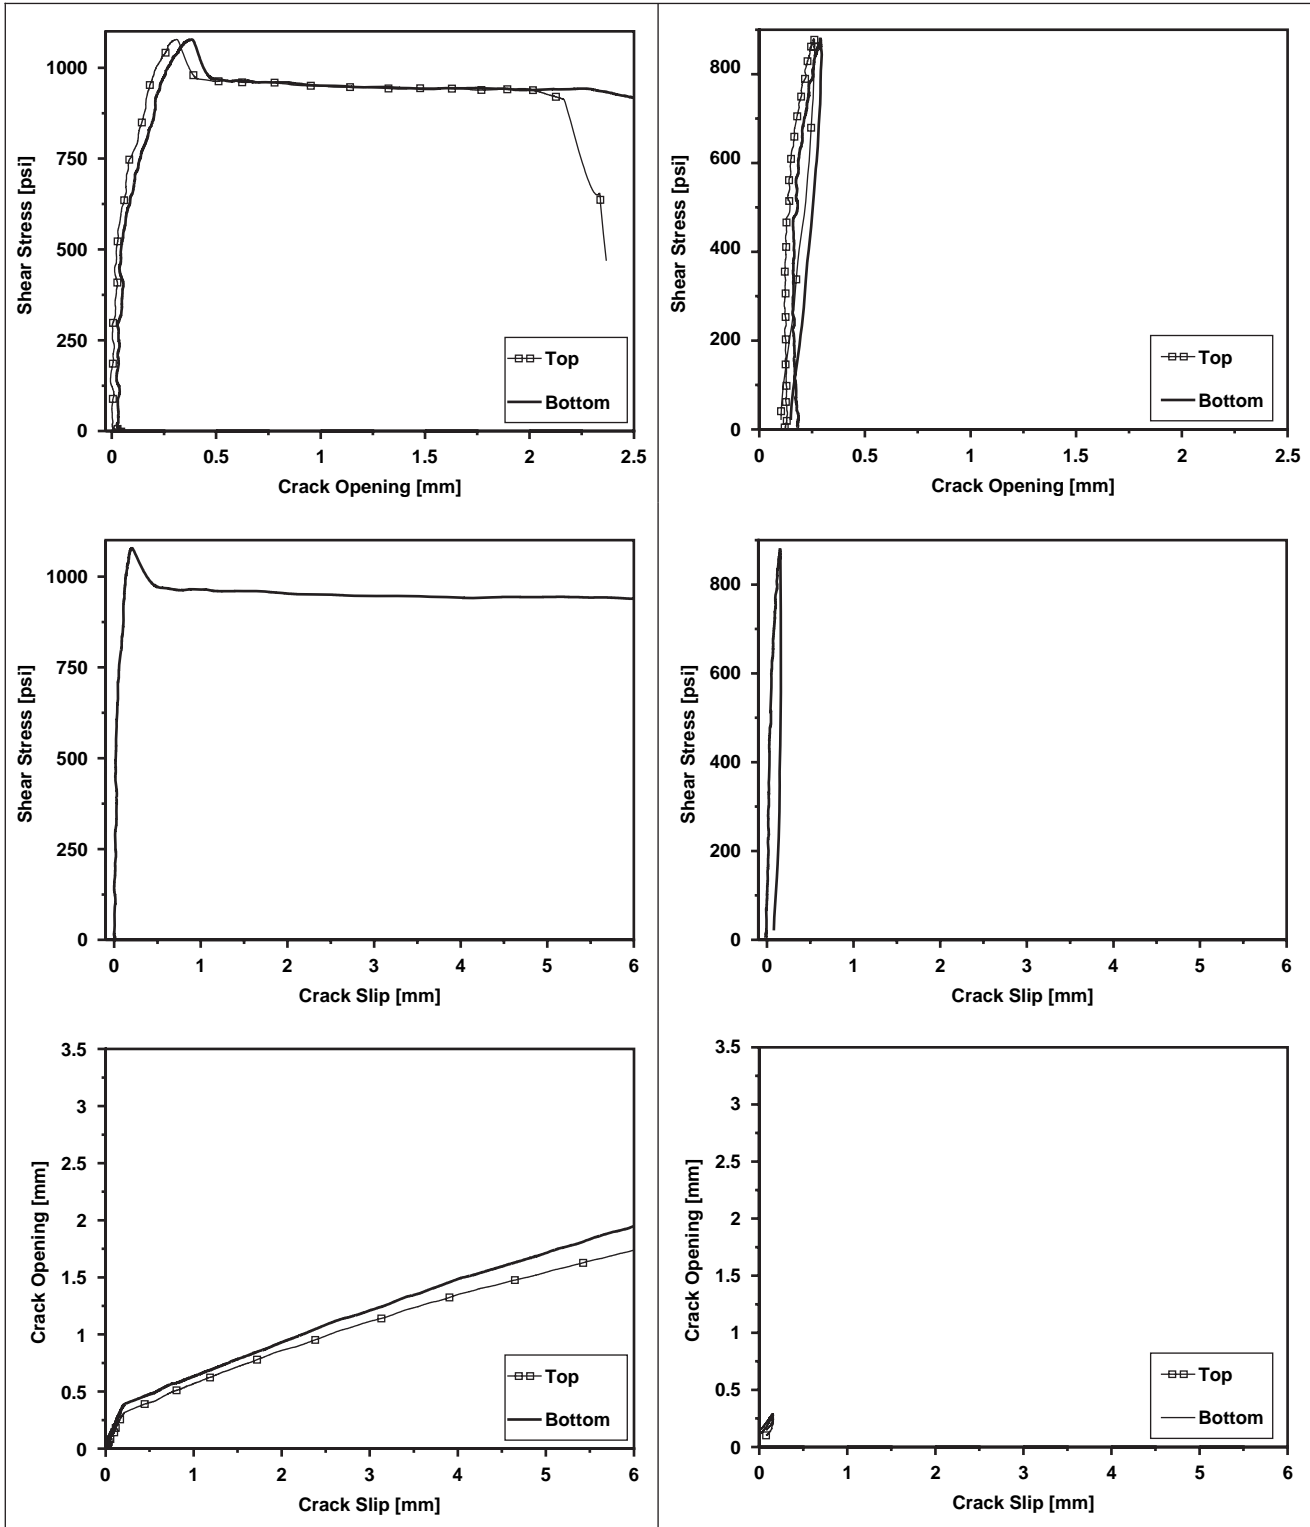 1000
750
500
250
0
Shear Stress [psi]
Top
Bottom
0 0.5 1 1.5 2 2.5
Crack Opening [mm]
800
600
400
200
0
Shear Stress [psi]
Top
Bottom
0 0.5 1 1.5 2 2.5
Crack Opening [mm]
1000
750
500
250
0
Shear Stress [psi]
0 1 2 3 4 5 6
Crack Slip [mm]
800
600
400
200
0
Shear Stress [psi]
0 1 2 3 4 5 6
Crack Slip [mm]
3.5
3
2.5
2
1.5
1
0.5
0
Crack Opening [mm]
Top
Bottom
0 1 2 3 4 5 6
Crack Slip [mm]
3.5
3
2.5
2
1.5
1
0.5
0
Crack Opening [mm]
Top
Bottom
0 1 2 3 4 5 6
Crack Slip [mm]